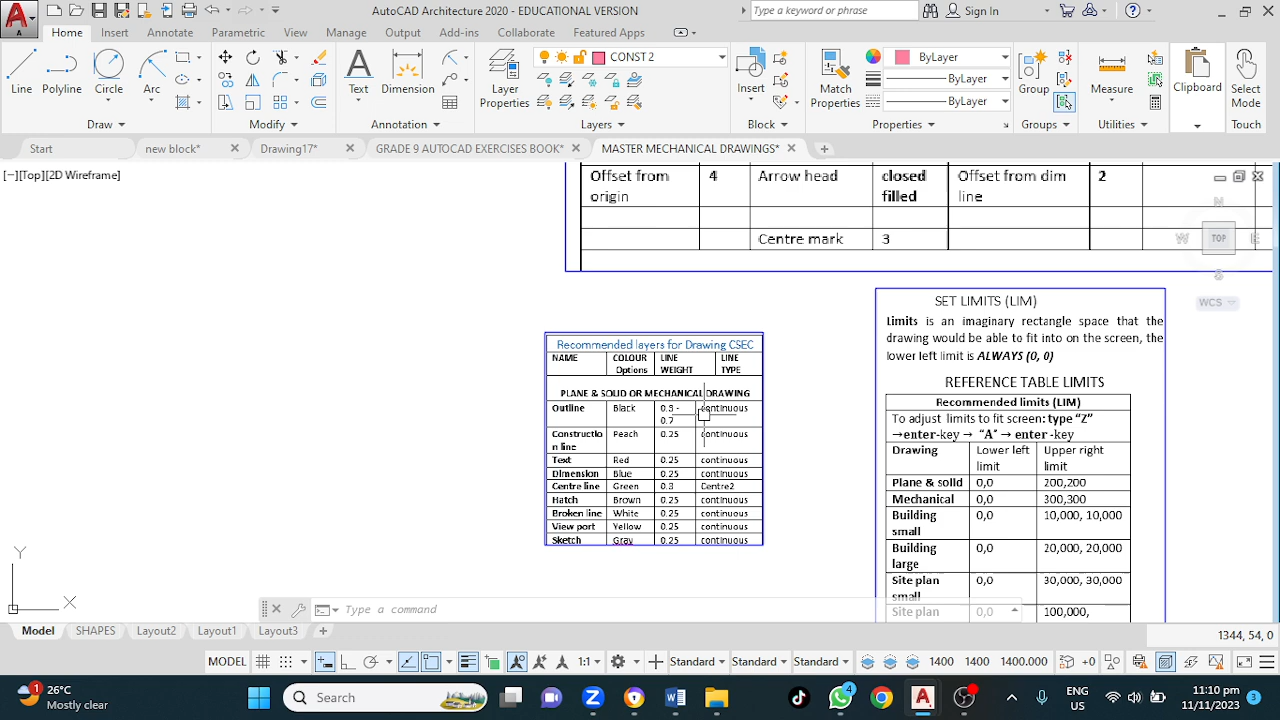 AutoCAD Architecture 2020 - EDUCATIONAL VERSION
Type a keyword or phrase
Sign In
Home Insert Annotate Parametric View Manage Output Add-ins Collaborate Featured Apps
CONST 2
ByLayer
ByLayer
ByLayer
Line Polyline Circle Arc Text Dimension Layer Properties Insert Match Properties Group Measure Clipboard Select Mode
Draw Modify Annotation Layers Block Properties Groups Utilities Touch
Start new block* Drawing17* GRADE 9 AUTOCAD EXERCISES BOOK* MASTER MECHANICAL DRAWINGS*
[−][Top][2D Wireframe]
Offset from origin 4 Arrow head closed filled Offset from dim line 2
Centre mark 3
N
W TOP E
S
WCS
Recommended layers for Drawing CSEC
NAME COLOUR Options LINE WEIGHT LINE TYPE
PLANE & SOLID OR MECHANICAL DRAWING
Outline Black 0.3 - 0.7 continuous
Constructio n line Peach 0.25 continuous
Text Red 0.25 continuous
Dimension Blue 0.25 continuous
Centre line Green 0.3 Centre2
Hatch Brown 0.25 continuous
Broken line White 0.25 continuous
View port Yellow 0.25 continuous
Sketch Gray 0.25 continuous
SET LIMITS (LIM)
Limits is an imaginary rectangle space that the
drawing would be able to fit into on the screen, the
lower left limit is ALWAYS (0, 0)
REFERENCE TABLE LIMITS
Recommended limits (LIM)
To adjust limits to fit screen: type “Z”
→enter-key → “A” → enter -key
Drawing Lower left limit Upper right limit
Plane & solid 0,0 200,200
Mechanical 0,0 300,300
Building small 0,0 10,000, 10,000
Building large 0,0 20,000, 20,000
Site plan small 0,0 30,000, 30,000
Site plan 0,0 100,000,
Y
X
Type a command
Model SHAPES Layout2 Layout1 Layout3
1344, 54, 0
MODEL 1:1 Standard Standard Standard 1400 1400 1400.000 +0
1
26°C
Mostly clear
Search
4
ENG
US
11:10 pm
11/11/2023
3